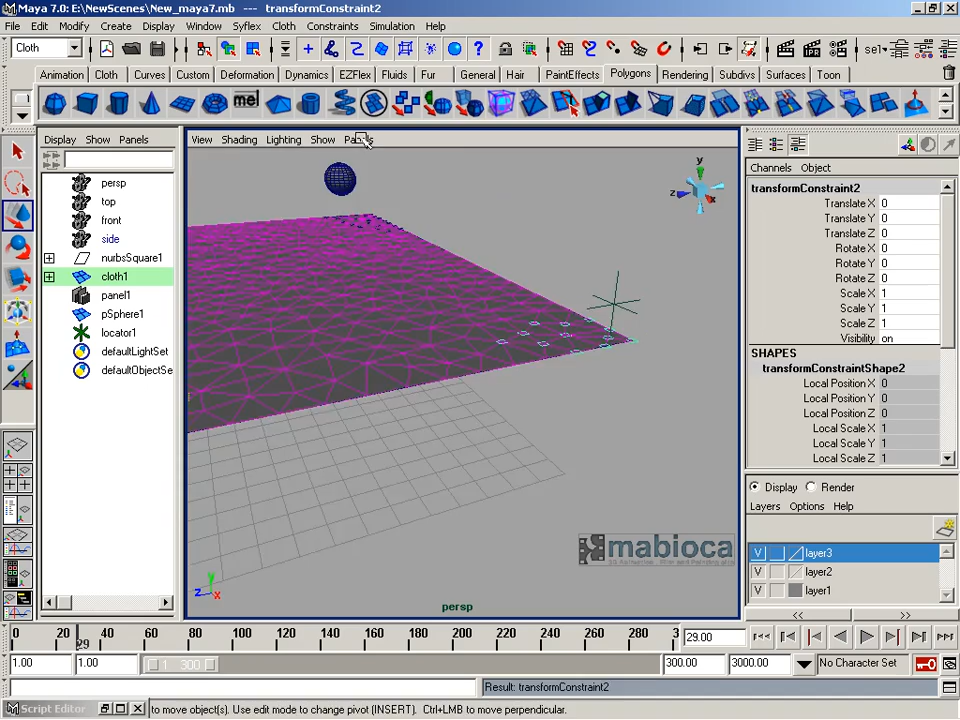 Maya 7.0: E:\NewScenes\New_maya7.mb --- transformConstraint2
File Edit Modify Create Display Window Syflex Cloth Constraints Simulation Help
Cloth
sel
Animation Cloth Curves Custom Deformation Dynamics EZFlex Fluids Fur General Hair PaintEffects Polygons Rendering Subdivs Surfaces Toon
mel
Display Show Panels
View Shading Lighting Show Panels
Channels Object
persp
top
front
side
nurbsSquare1
cloth1
panel1
pSphere1
locator1
defaultLightSet
defaultObjectSe
y
z
x
mabioca
y
z
x
persp
transformConstraint2
Translate X 0
Translate Y 0
Translate Z 0
Rotate X 0
Rotate Y 0
Rotate Z 0
Scale X 1
Scale Y 1
Scale Z 1
Visibility on
SHAPES
transformConstraintShape2
Local Position X 0
Local Position Y 0
Local Position Z 0
Local Scale X 1
Local Scale Y 1
Local Scale Z 1
Display Render
Layers Options Help
V layer3
V layer2
V layer1
<< >>
0 20 29 40 60 80 100 120 140 160 180 200 220 240 260 280 3
29.00
1.00 1.00 1 300 300.00 3000.00 No Character Set
Result: transformConstraint2
Script Editor to move object(s). Use edit mode to change pivot (INSERT). Ctrl+LMB to move perpendicular.